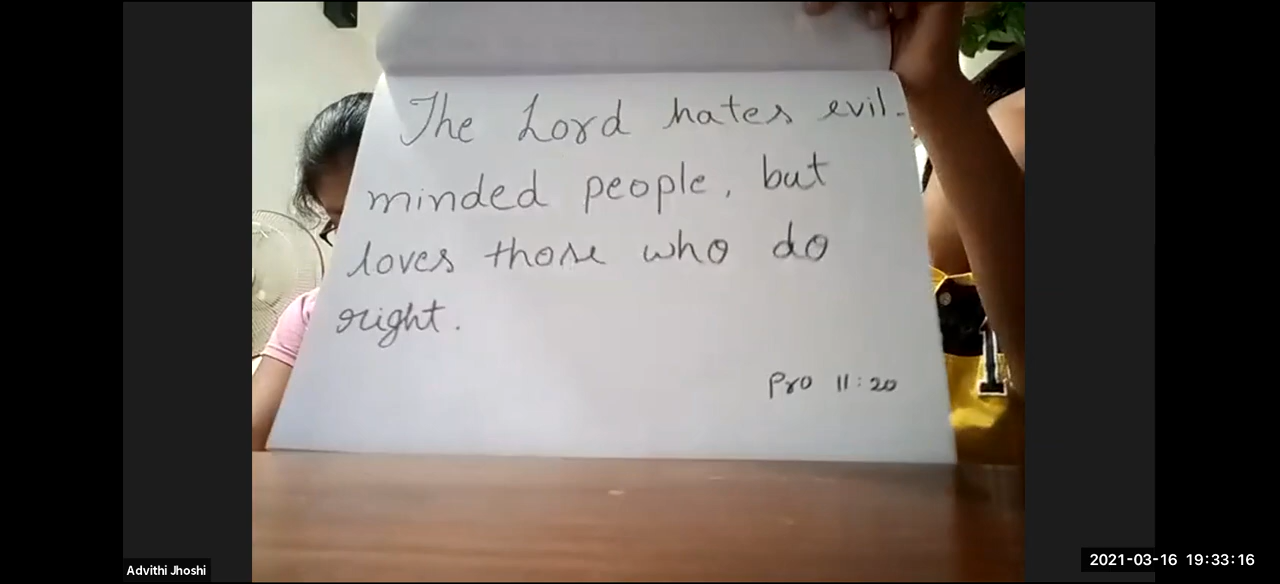 The Lord hates evil-
minded people, but
loves those who do
right.
Pro 11:20
1
Advithi Jhoshi
2021-03-16 19:33:16